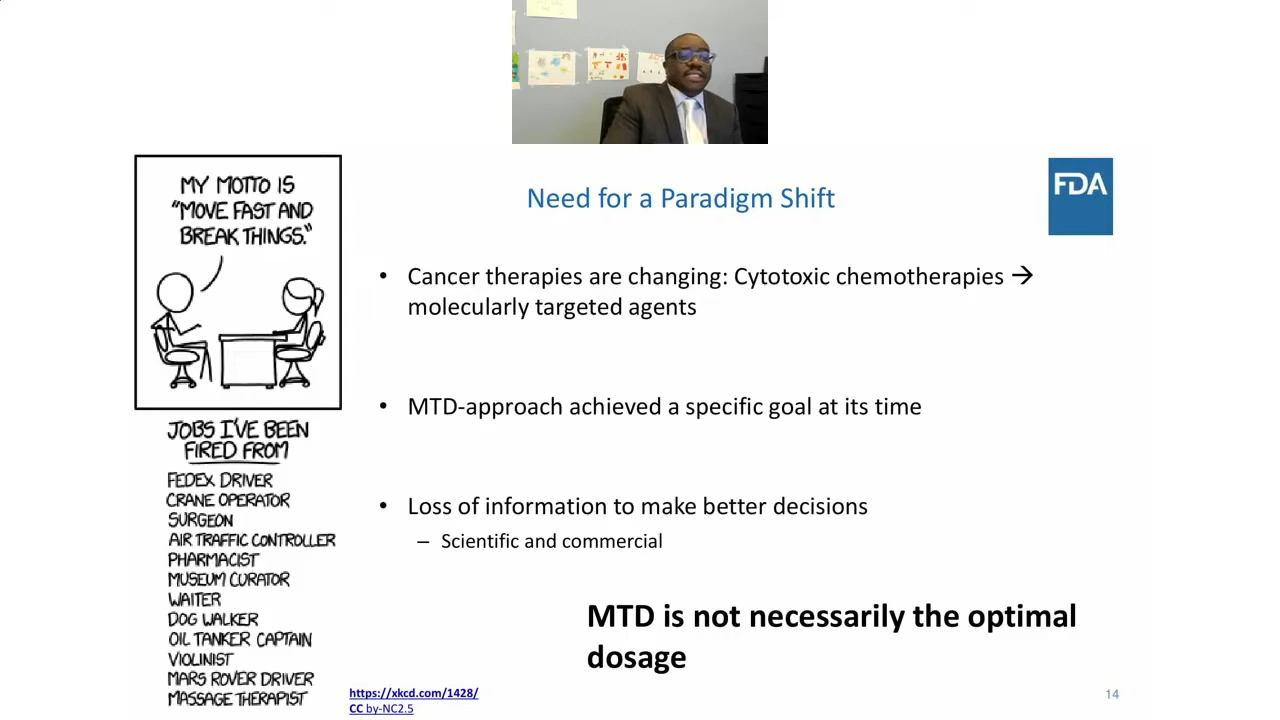 MY MOTTO IS
"MOVE FAST AND
BREAK THINGS."
JOBS I'VE BEEN
FIRED FROM
FEDEX DRIVER
CRANE OPERATOR
SURGEON
AIR TRAFFIC CONTROLLER
PHARMACIST
MUSEUM CURATOR
WAITER
DOG WALKER
OIL TANKER CAPTAIN
VIOLINIST
MARS ROVER DRIVER
MASSAGE THERAPIST
Need for a Paradigm Shift
FDA
• Cancer therapies are changing: Cytotoxic chemotherapies →
molecularly targeted agents
• MTD-approach achieved a specific goal at its time
• Loss of information to make better decisions
– Scientific and commercial
MTD is not necessarily the optimal
dosage
https://xkcd.com/1428/
CC by-NC2.5
14